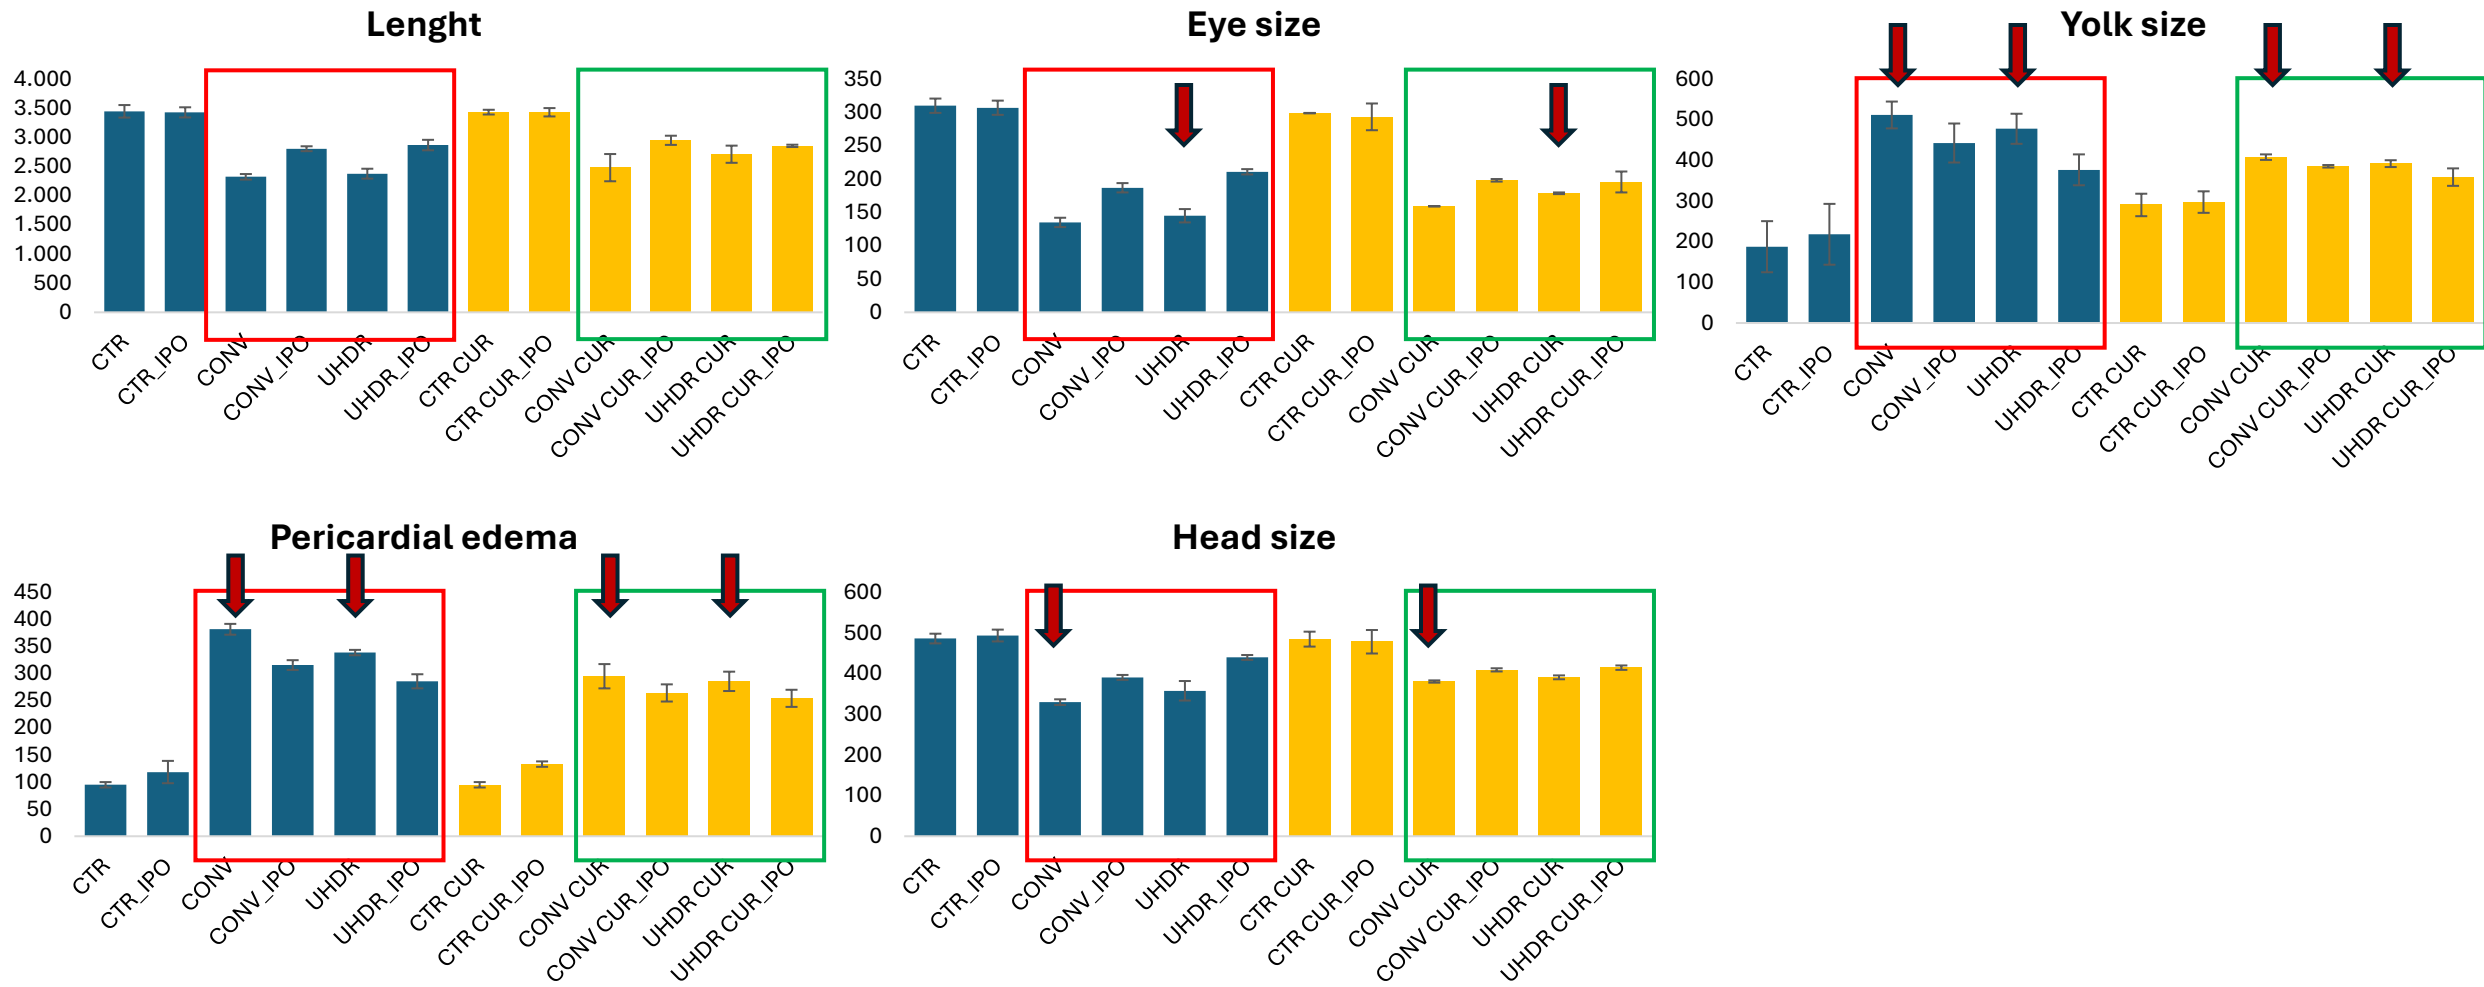 Lenght
4.000
3.500
3.000
2.500
2.000
1.500
1.000
500
0
CTR
CTR_IPO
CONV
CONV_IPO
UHDR
UHDR_IPO
CTR CUR
CTR CUR_IPO
CONV CUR
CONV CUR_IPO
UHDR CUR
UHDR CUR_IPO
Eye size
350
300
250
200
150
100
50
0
CTR
CTR_IPO
CONV
CONV_IPO
UHDR
UHDR_IPO
CTR CUR
CTR CUR_IPO
CONV CUR
CONV CUR_IPO
UHDR CUR
UHDR CUR_IPO
Yolk size
600
500
400
300
200
100
0
CTR
CTR_IPO
CONV
CONV_IPO
UHDR
UHDR_IPO
CTR CUR
CTR CUR_IPO
CONV CUR
CONV CUR_IPO
UHDR CUR
UHDR CUR_IPO
Pericardial edema
450
400
350
300
250
200
150
100
50
0
CTR
CTR_IPO
CONV
CONV_IPO
UHDR
UHDR_IPO
CTR CUR
CTR CUR_IPO
CONV CUR
CONV CUR_IPO
UHDR CUR
UHDR CUR_IPO
Head size
600
500
400
300
200
100
0
CTR
CTR_IPO
CONV
CONV_IPO
UHDR
UHDR_IPO
CTR CUR
CTR CUR_IPO
CONV CUR
CONV CUR_IPO
UHDR CUR
UHDR CUR_IPO